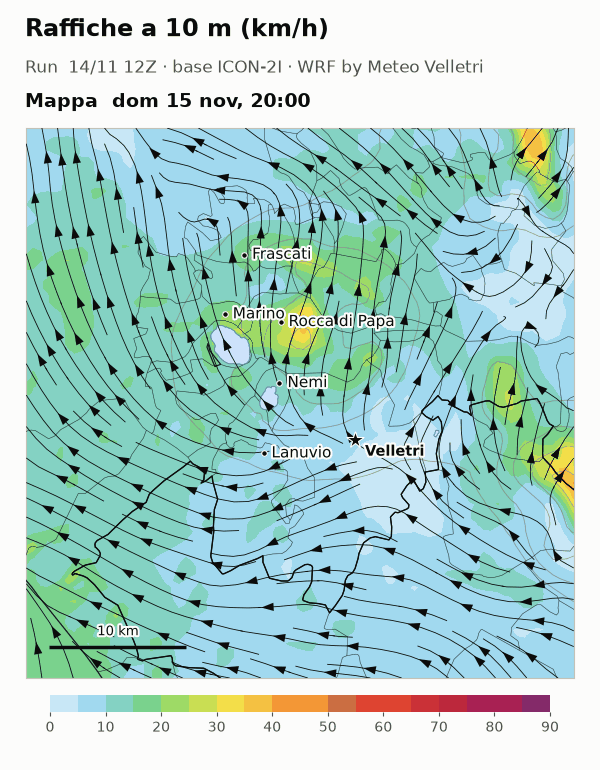 Raffiche a 10 m (km/h)
Run 14/11 12Z · base ICON-2I · WRF by Meteo Velletri
Mappa dom 15 nov, 20:00
Frascati
Marino
Rocca di Papa
Nemi
Velletri
Lanuvio
10 km
0 10 20 30 40 50 60 70 80 90